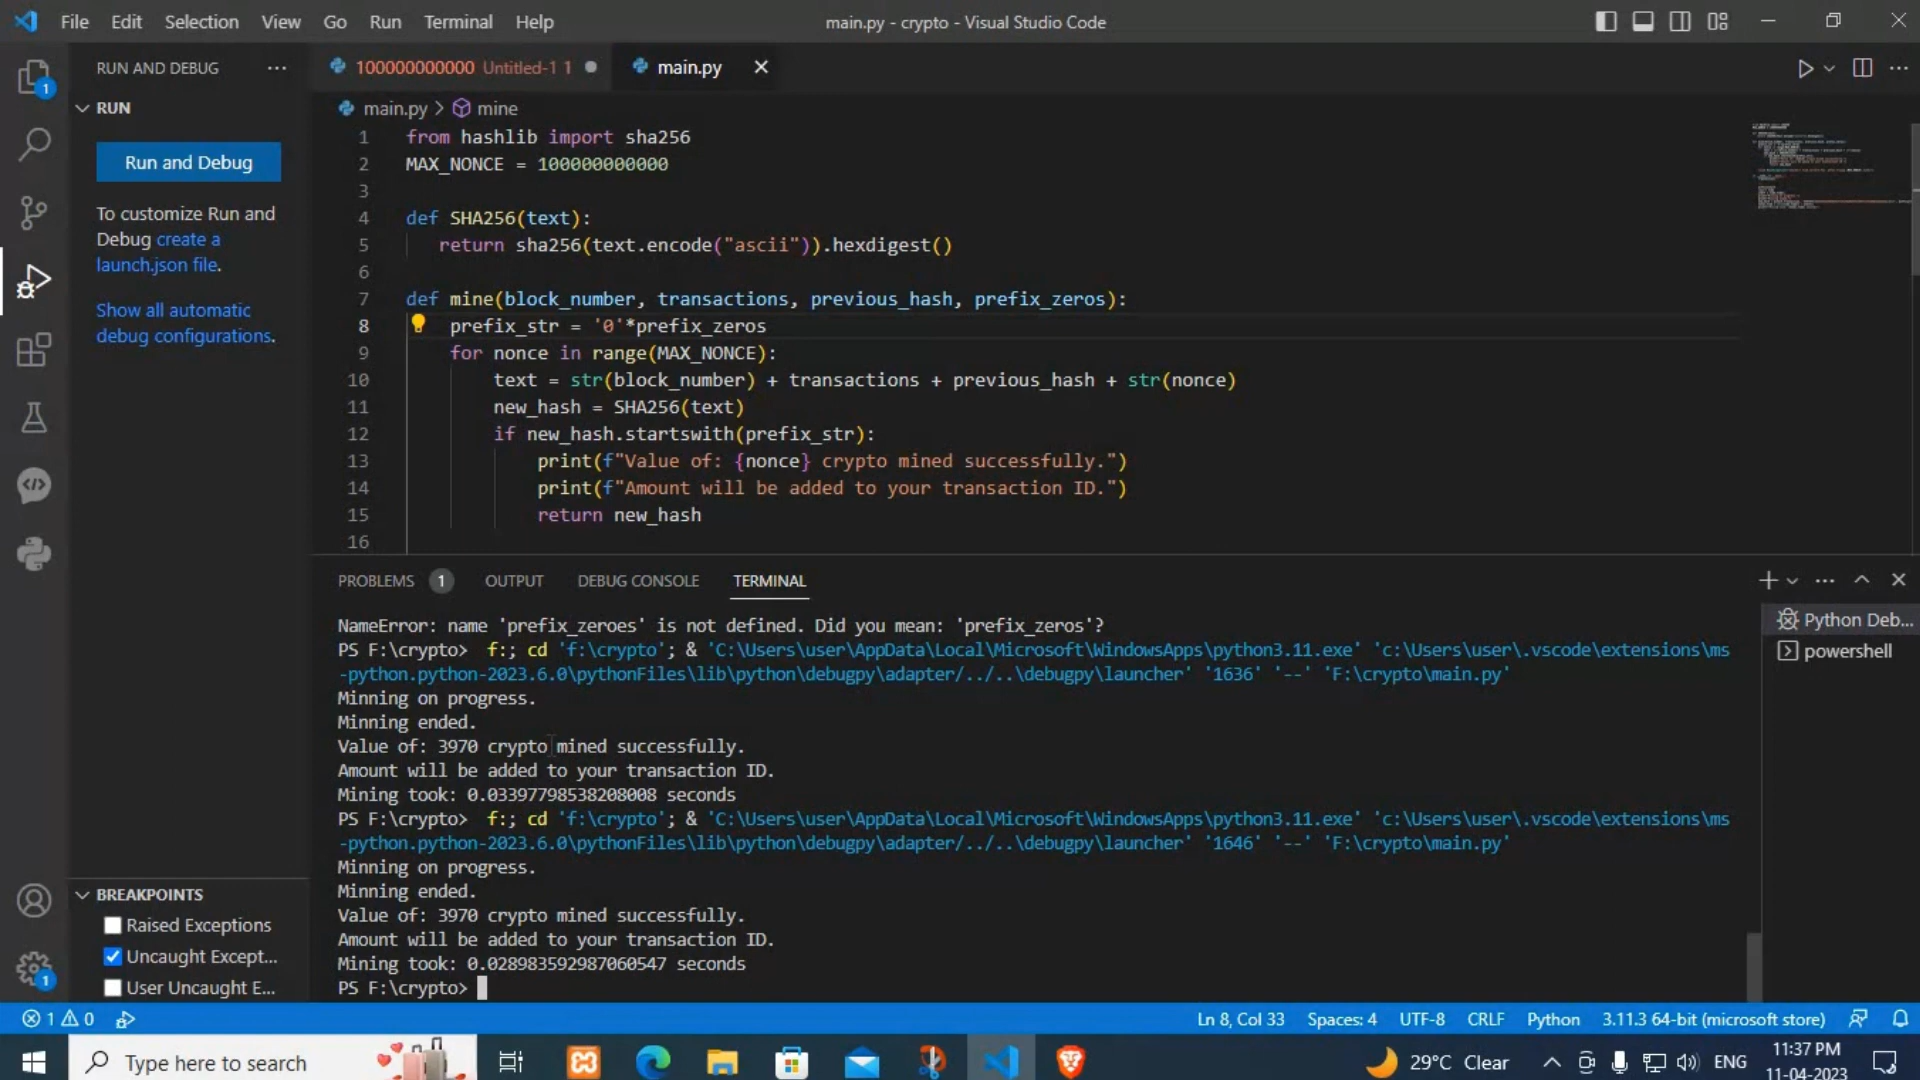 File Edit Selection View Go Run Terminal Help
main.py - crypto - Visual Studio Code
RUN AND DEBUG ...
RUN
Run and Debug
To customize Run and
Debug create a
launch.json file.
Show all automatic
debug configurations.
1
100000000000 Untitled-1 1
main.py
main.py > mine
1 from hashlib import sha256
2 MAX_NONCE = 100000000000
3
4 def SHA256(text):
5 return sha256(text.encode("ascii")).hexdigest()
6
7 def mine(block_number, transactions, previous_hash, prefix_zeros):
8 prefix_str = '0'*prefix_zeros
9 for nonce in range(MAX_NONCE):
10 text = str(block_number) + transactions + previous_hash + str(nonce)
11 new_hash = SHA256(text)
12 if new_hash.startswith(prefix_str):
13 print(f"Value of: {nonce} crypto mined successfully.")
14 print(f"Amount will be added to your transaction ID.")
15 return new_hash
16
PROBLEMS 1 OUTPUT DEBUG CONSOLE TERMINAL
NameError: name 'prefix_zeroes' is not defined. Did you mean: 'prefix_zeros'?
PS F:\crypto> f:; cd 'f:\crypto'; & 'C:\Users\user\AppData\Local\Microsoft\WindowsApps\python3.11.exe' 'c:\Users\user\.vscode\extensions\ms
-python.python-2023.6.0\pythonFiles\lib\python\debugpy\adapter/../..\debugpy\launcher' '1636' '--' 'F:\crypto\main.py'
Minning on progress.
Minning ended.
Value of: 3970 crypto mined successfully.
Amount will be added to your transaction ID.
Mining took: 0.03397798538208008 seconds
PS F:\crypto> f:; cd 'f:\crypto'; & 'C:\Users\user\AppData\Local\Microsoft\WindowsApps\python3.11.exe' 'c:\Users\user\.vscode\extensions\ms
-python.python-2023.6.0\pythonFiles\lib\python\debugpy\adapter/../..\debugpy\launcher' '1646' '--' 'F:\crypto\main.py'
Minning on progress.
Minning ended.
Value of: 3970 crypto mined successfully.
Amount will be added to your transaction ID.
Mining took: 0.028983592987060547 seconds
PS F:\crypto>
Python Deb...
powershell
BREAKPOINTS
Raised Exceptions
Uncaught Except...
User Uncaught E...
1
1 0
Ln 8, Col 33 Spaces: 4 UTF-8 CRLF Python 3.11.3 64-bit (microsoft store)
Type here to search
29°C Clear
ENG
11:37 PM
11-04-2023